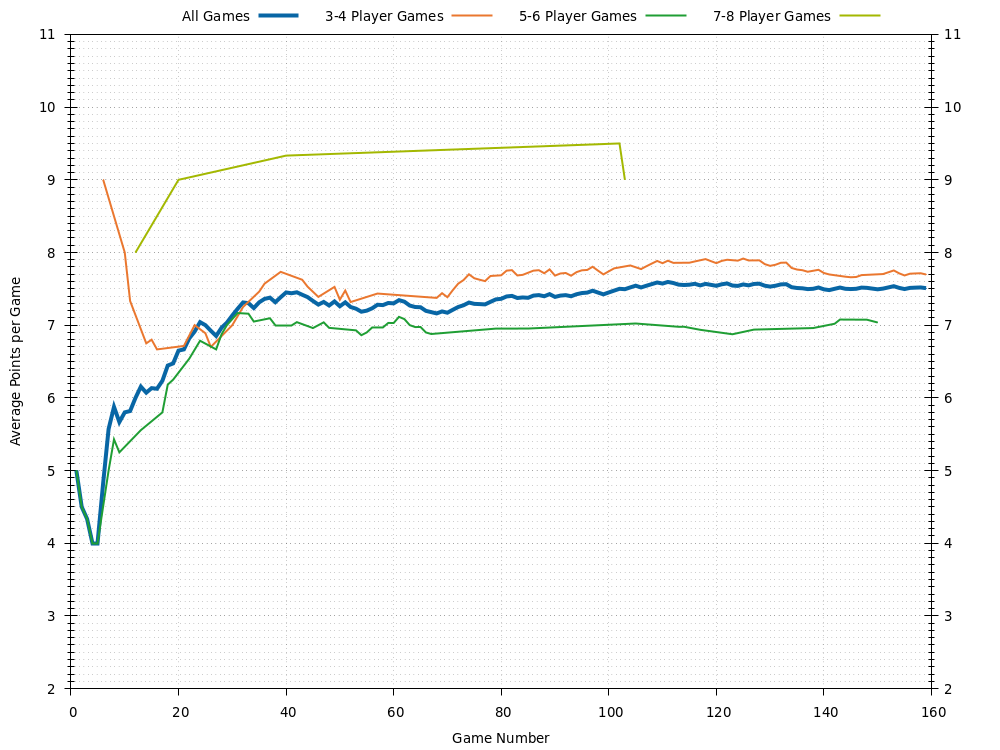 All Games 3-4 Player Games 5-6 Player Games 7-8 Player Games
11 11
10 10
9 9
8 8
7 7
6 6
5 5
4 4
3 3
2 2
Average Points per Game
0 20 40 60 80 100 120 140 160
Game Number